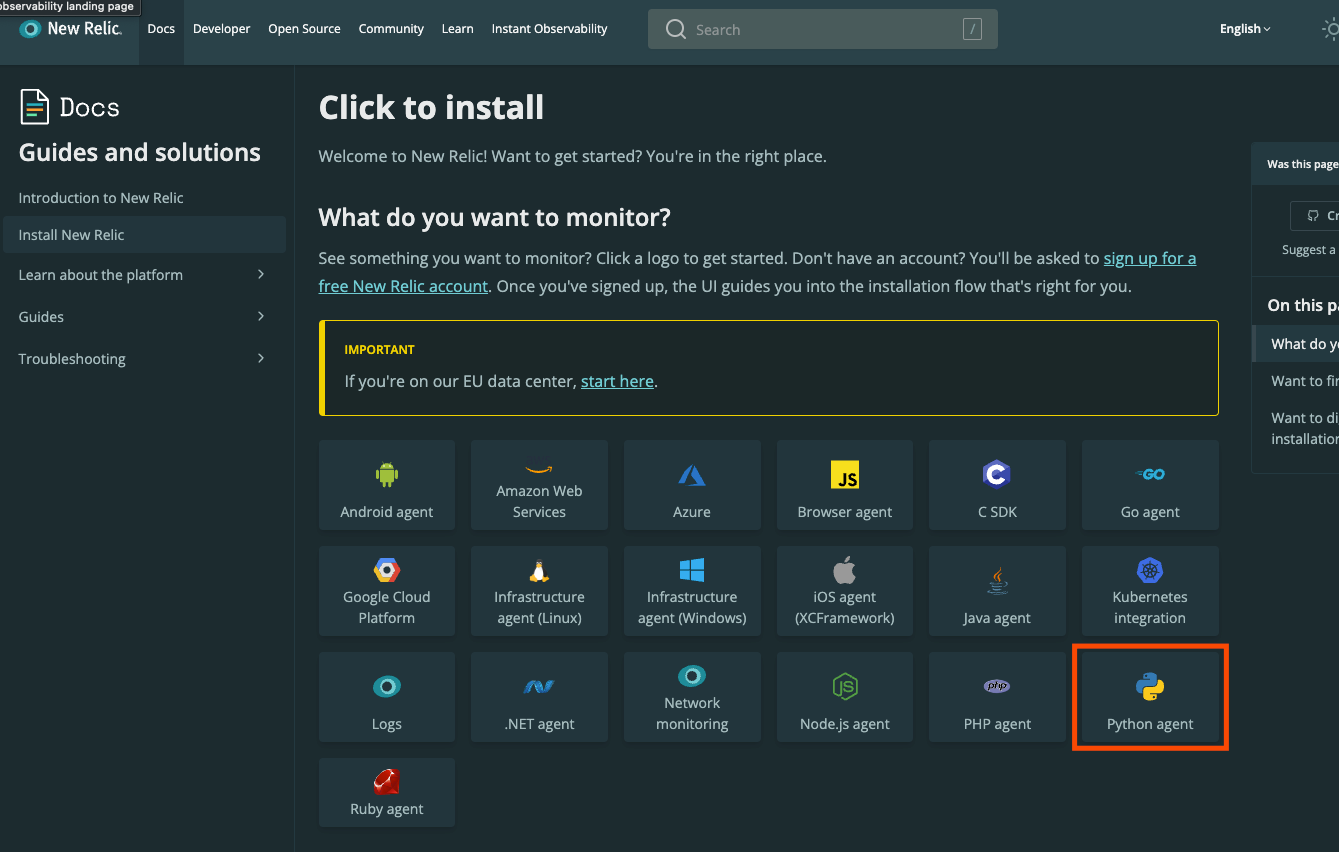 observability landing page
New Relic.
Docs
Developer
Open Source
Community
Learn
Instant Observability
Search
/
English
Docs
Guides and solutions
Introduction to New Relic
Install New Relic
Learn about the platform
Guides
Troubleshooting
Click to install
Welcome to New Relic! Want to get started? You're in the right place.
What do you want to monitor?
See something you want to monitor? Click a logo to get started. Don't have an account? You'll be asked to sign up for a
free New Relic account. Once you've signed up, the UI guides you into the installation flow that's right for you.
IMPORTANT
If you're on our EU data center, start here.
Android agent
Amazon Web
Services
Azure
JS
Browser agent
C
C SDK
GO
Go agent
Google Cloud
Platform
Infrastructure
agent (Linux)
Infrastructure
agent (Windows)
iOS agent
(XCFramework)
Java agent
Kubernetes
integration
Logs
.NET agent
Network
monitoring
JS
Node.js agent
php
PHP agent
Python agent
Ruby agent
Was this page
Suggest a
On this
What do
Want to
Want to